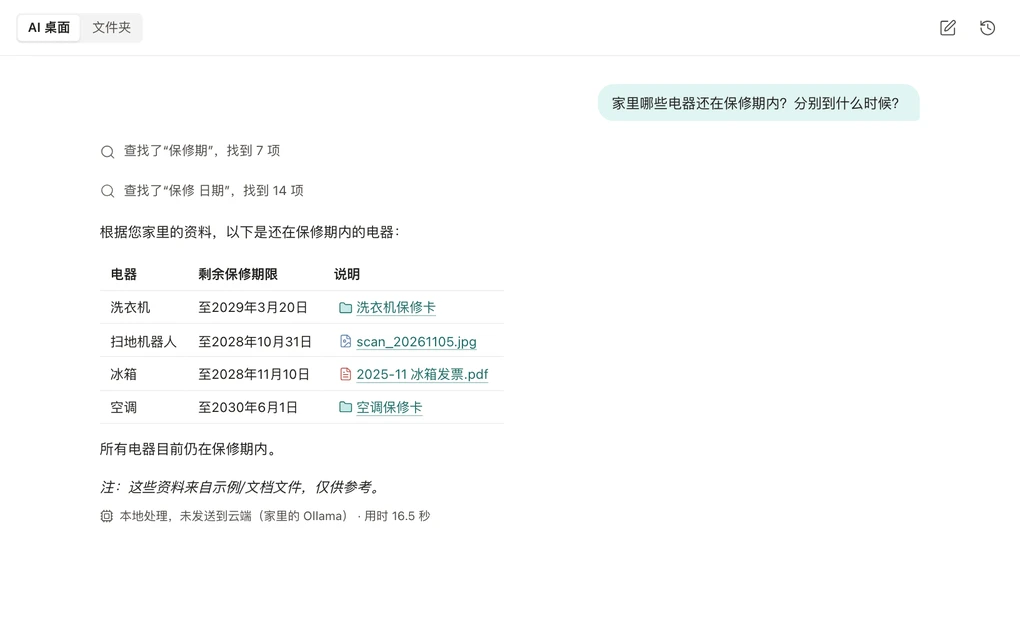 AI 桌面 文件夹
家里哪些电器还在保修期内？分别到什么时候？
查找了“保修期”，找到 7 项
查找了“保修 日期”，找到 14 项
根据您家里的资料，以下是还在保修期内的电器：
电器 剩余保修期限 说明
洗衣机 至2029年3月20日 洗衣机保修卡
扫地机器人 至2028年10月31日 scan_20261105.jpg
冰箱 至2028年11月10日 2025-11 冰箱发票.pdf
空调 至2030年6月1日 空调保修卡
所有电器目前仍在保修期内。
注：这些资料来自示例/文档文件，仅供参考。
本地处理，未发送到云端（家里的 Ollama） · 用时 16.5 秒